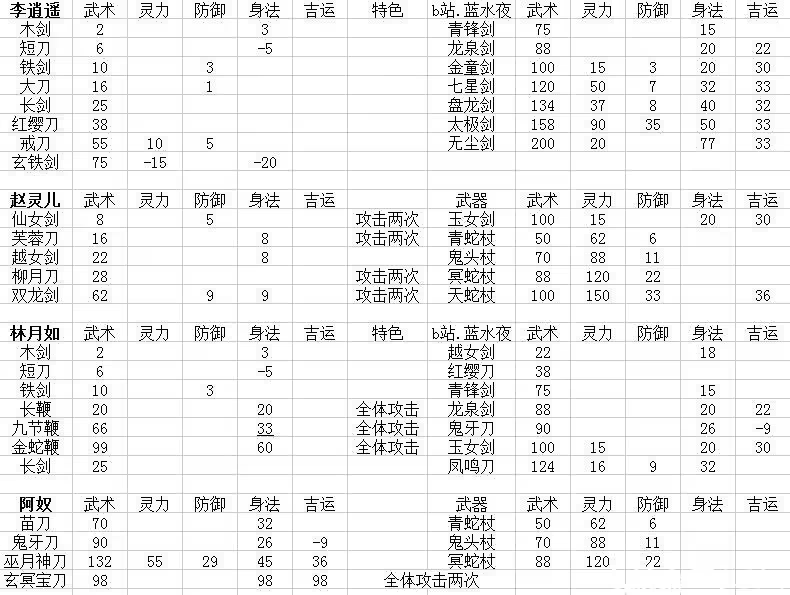 李逍遥 武术 灵力 防御 身法 吉运 特色 b站.蓝水夜 武术 灵力 防御 身法 吉运
木剑 2 3 青锋剑 75 15
短刀 6 -5 龙泉剑 88 20 22
铁剑 10 3 金童剑 100 15 3 20 30
大刀 16 1 七星剑 120 50 7 32 33
长剑 25 盘龙剑 134 37 8 40 32
红缨刀 38 太极剑 158 90 35 50 33
戒刀 55 10 5 无尘剑 200 20 77 33
玄铁剑 75 -15 -20
赵灵儿 武术 灵力 防御 身法 吉运 武器 武术 灵力 防御 身法 吉运
仙女剑 8 5 攻击两次 玉女剑 100 15 20 30
芙蓉刀 16 8 攻击两次 青蛇杖 50 62 6
越女剑 22 8 鬼头杖 70 88 11
柳月刀 28 攻击两次 冥蛇杖 88 120 22
双龙剑 62 9 9 攻击两次 天蛇杖 100 150 33 36
林月如 武术 灵力 防御 身法 吉运 特色 b站.蓝水夜 武术 灵力 防御 身法 吉运
木剑 2 3 越女剑 22 18
短刀 6 -5 红缨刀 38
铁剑 10 3 青锋剑 75 15
长鞭 20 20 全体攻击 龙泉剑 88 20 22
九节鞭 66 33 全体攻击 鬼牙刀 90 26 -9
金蛇鞭 99 60 全体攻击 玉女剑 100 15 20 30
长剑 25 凤鸣刀 124 16 9 32
阿奴 武术 灵力 防御 身法 吉运 武器 武术 灵力 防御 身法 吉运
苗刀 70 32 青蛇杖 50 62 6
鬼牙刀 90 26 -9 鬼头杖 70 88 11
巫月神刀 132 55 29 45 36 冥蛇杖 88 120 22
玄冥宝刀 98 98 98 全体攻击两次